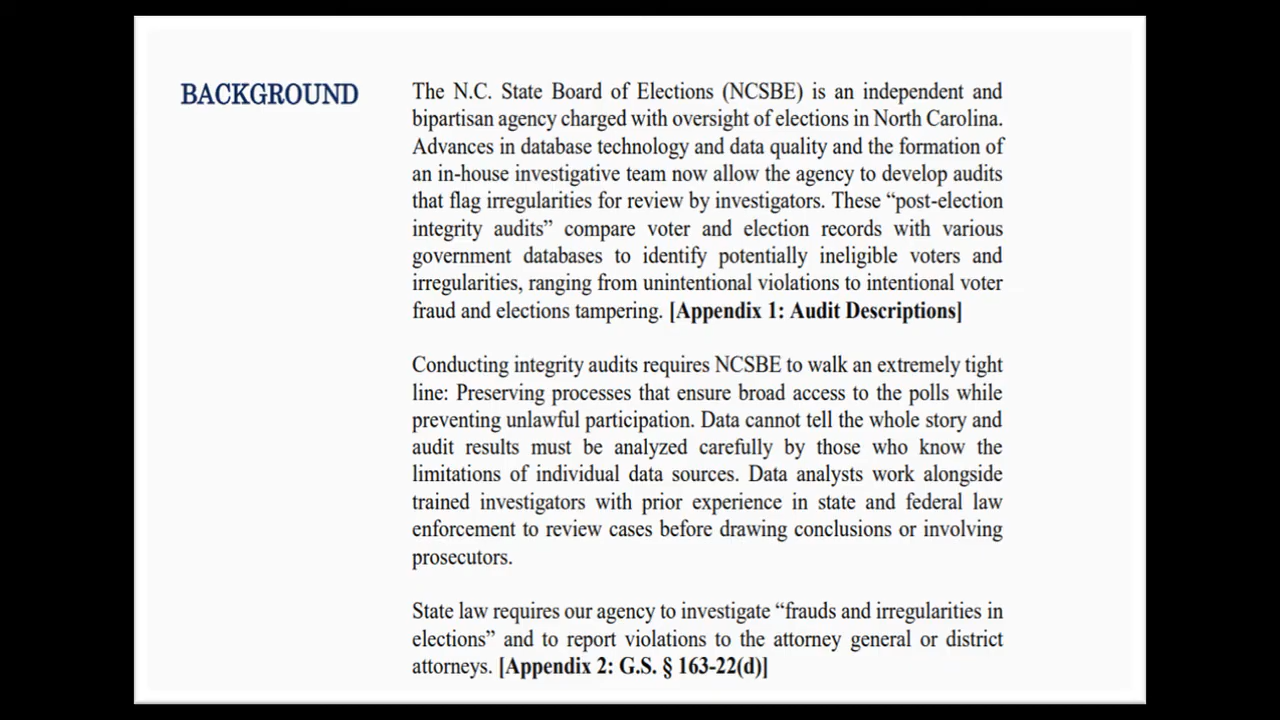 BACKGROUND
The N.C. State Board of Elections (NCSBE) is an independent and
bipartisan agency charged with oversight of elections in North Carolina.
Advances in database technology and data quality and the formation of
an in-house investigative team now allow the agency to develop audits
that flag irregularities for review by investigators. These “post-election
integrity audits” compare voter and election records with various
government databases to identify potentially ineligible voters and
irregularities, ranging from unintentional violations to intentional voter
fraud and elections tampering. [Appendix 1: Audit Descriptions]
Conducting integrity audits requires NCSBE to walk an extremely tight
line: Preserving processes that ensure broad access to the polls while
preventing unlawful participation. Data cannot tell the whole story and
audit results must be analyzed carefully by those who know the
limitations of individual data sources. Data analysts work alongside
trained investigators with prior experience in state and federal law
enforcement to review cases before drawing conclusions or involving
prosecutors.
State law requires our agency to investigate “frauds and irregularities in
elections” and to report violations to the attorney general or district
attorneys. [Appendix 2: G.S. § 163-22(d)]